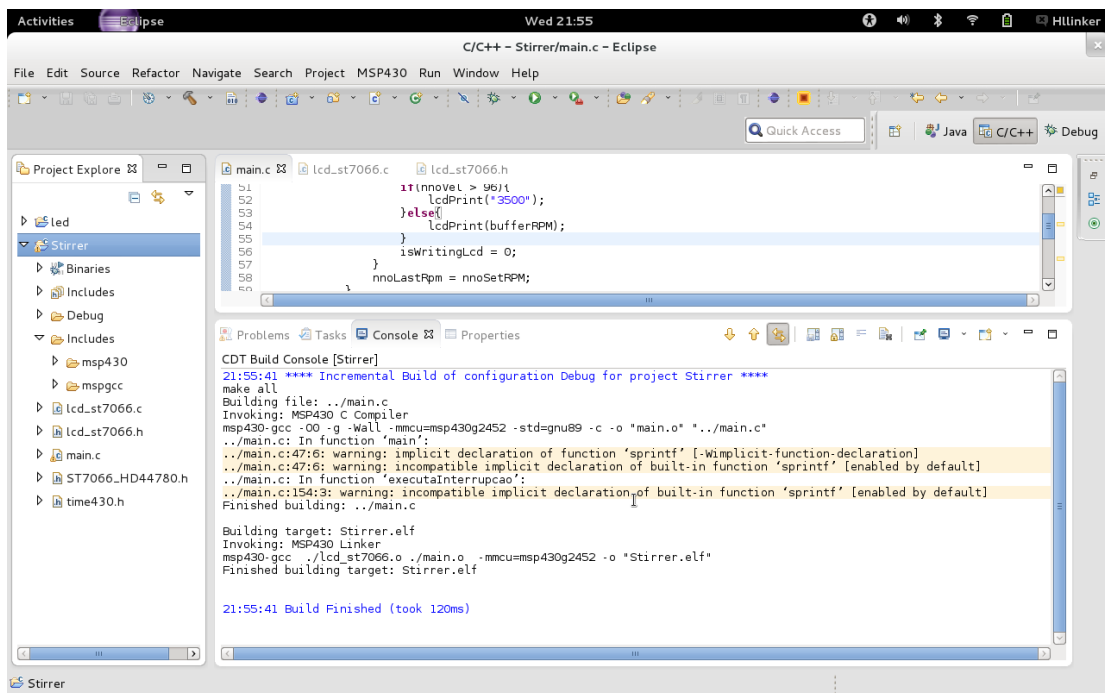 Activities Eclipse Wed 21:55 Hllinker
C/C++ – Stirrer/main.c – Eclipse
File Edit Source Refactor Navigate Search Project MSP430 Run Window Help
Quick Access Java C/C++ Debug
Project Explore
led
Stirrer
Binaries
Includes
Debug
Includes
msp430
mspgcc
lcd_st7066.c
lcd_st7066.h
main.c
ST7066_HD44780.h
time430.h
main.c lcd_st7066.c lcd_st7066.h
51 if(nnoVel > 96){
52 lcdPrint("3500");
53 }else{
54 lcdPrint(bufferRPM);
55 }
56 isWritingLcd = 0;
57 }
58 nnoLastRpm = nnoSetRPM;
59 }
Problems Tasks Console Properties
CDT Build Console [Stirrer]
21:55:41 **** Incremental Build of configuration Debug for project Stirrer ****
make all
Building file: ../main.c
Invoking: MSP430 C Compiler
msp430-gcc -O0 -g -Wall -mmcu=msp430g2452 -std=gnu89 -c -o "main.o" "../main.c"
../main.c: In function ‘main’:
../main.c:47:6: warning: implicit declaration of function ‘sprintf’ [-Wimplicit-function-declaration]
../main.c:47:6: warning: incompatible implicit declaration of built-in function ‘sprintf’ [enabled by default]
../main.c: In function ‘executaInterrupcao’:
../main.c:154:3: warning: incompatible implicit declaration of built-in function ‘sprintf’ [enabled by default]
Finished building: ../main.c
Building target: Stirrer.elf
Invoking: MSP430 Linker
msp430-gcc ./lcd_st7066.o ./main.o -mmcu=msp430g2452 -o "Stirrer.elf"
Finished building target: Stirrer.elf
21:55:41 Build Finished (took 120ms)
Stirrer